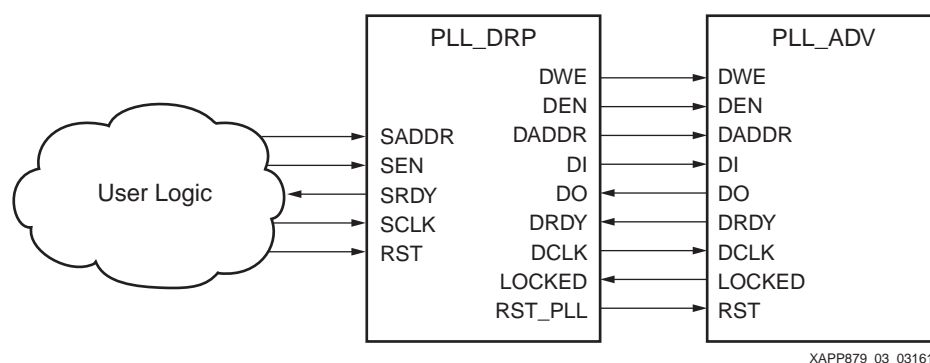 PLL_DRP PLL_ADV
DWE DWE
DEN DEN
SADDR DADDR DADDR
SEN DI DI
User Logic SRDY DO DO
SCLK DRDY DRDY
RST DCLK DCLK
LOCKED LOCKED
RST_PLL RST
XAPP879_03_03161